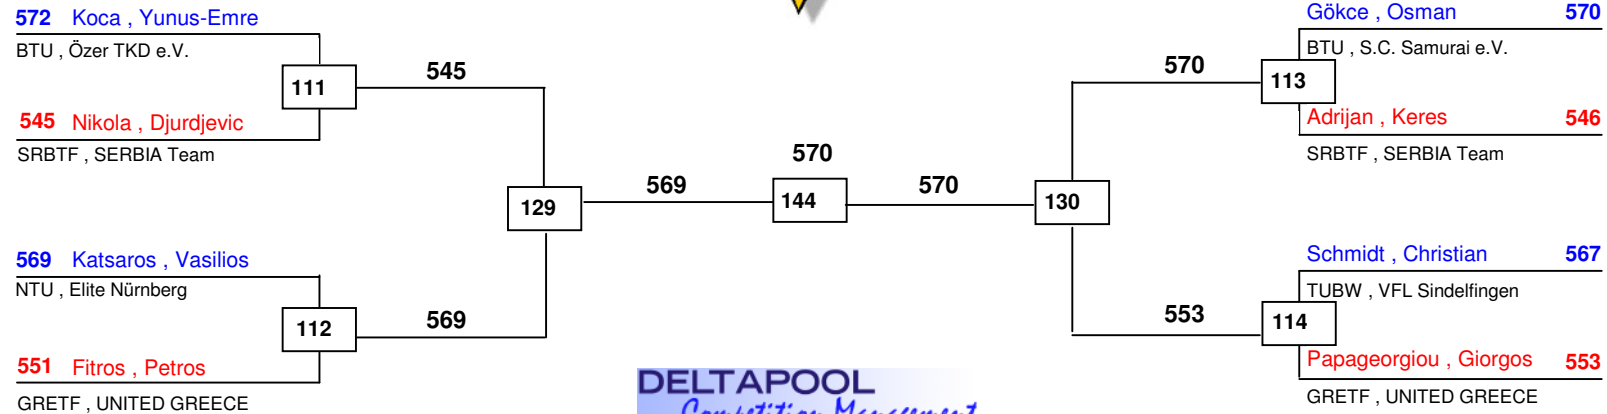 572 Koca , Yunus-Emre
BTU , Özer TKD e.V.
111
545
545 Nikola , Djurdjevic
SRBTF , SERBIA Team
129
569
569 Katsaros , Vasilios
NTU , Elite Nürnberg
112
569
551 Fitros , Petros
GRETF , UNITED GREECE
570
144
570
Gökce , Osman 570
BTU , S.C. Samurai e.V.
570
113
Adrijan , Keres 546
SRBTF , SERBIA Team
130
Schmidt , Christian 567
TUBW , VFL Sindelfingen
553
114
Papageorgiou , Giorgos 553
GRETF , UNITED GREECE
DELTAPOOL
Competition Management